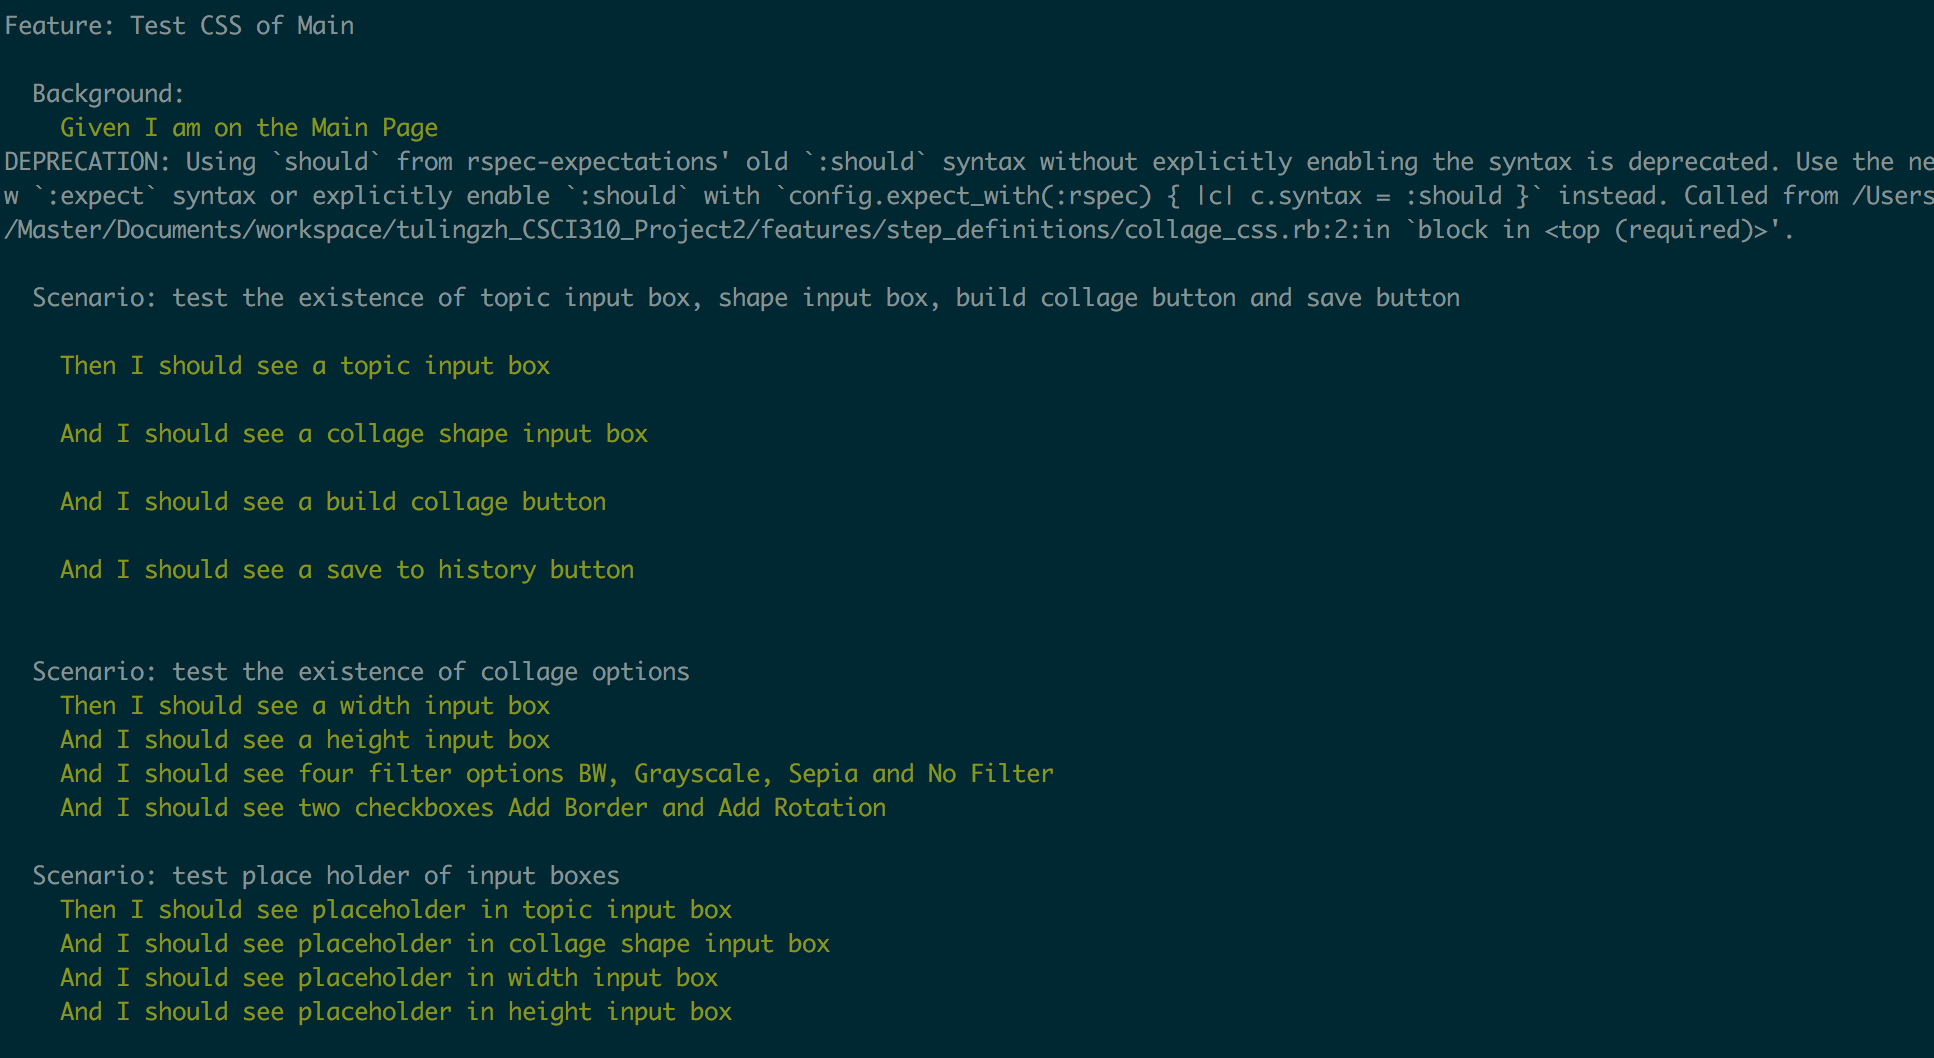 Feature: Test CSS of Main
Background:
Given I am on the Main Page
DEPRECATION: Using `should` from rspec-expectations' old `:should` syntax without explicitly enabling the syntax is deprecated. Use the ne
w `:expect` syntax or explicitly enable `:should` with `config.expect_with(:rspec) { |c| c.syntax = :should }` instead. Called from /Users
/Master/Documents/workspace/tulingzh_CSCI310_Project2/features/step_definitions/collage_css.rb:2:in `block in <top (required)>'.
Scenario: test the existence of topic input box, shape input box, build collage button and save button
Then I should see a topic input box
And I should see a collage shape input box
And I should see a build collage button
And I should see a save to history button
Scenario: test the existence of collage options
Then I should see a width input box
And I should see a height input box
And I should see four filter options BW, Grayscale, Sepia and No Filter
And I should see two checkboxes Add Border and Add Rotation
Scenario: test place holder of input boxes
Then I should see placeholder in topic input box
And I should see placeholder in collage shape input box
And I should see placeholder in width input box
And I should see placeholder in height input box